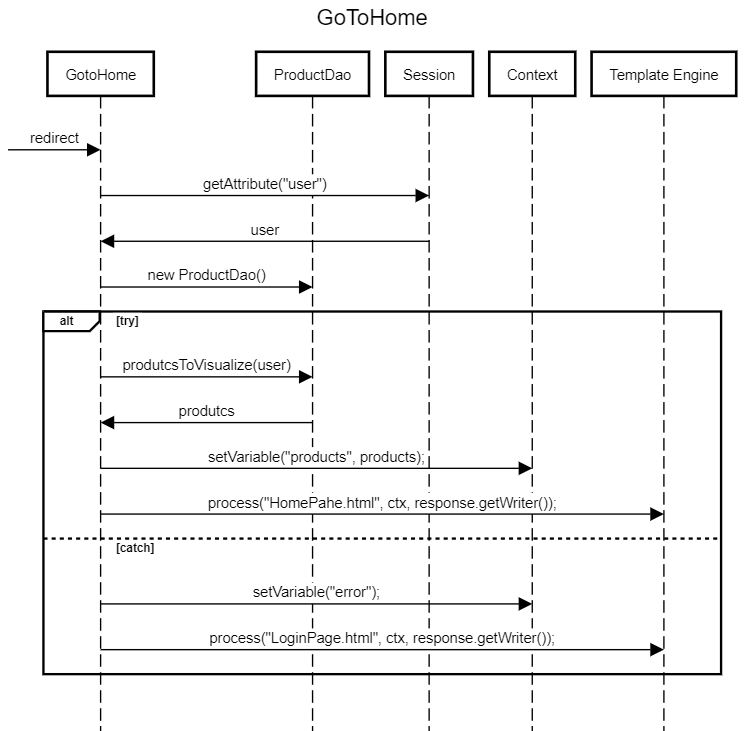 GoToHome
GotoHome
ProductDao
Session
Context
Template Engine
redirect
getAttribute("user")
user
new ProductDao()
alt
[try]
produtcsToVisualize(user)
produtcs
setVariable("products", products);
process("HomePahe.html", ctx, response.getWriter());
[catch]
setVariable("error");
process("LoginPage.html", ctx, response.getWriter());